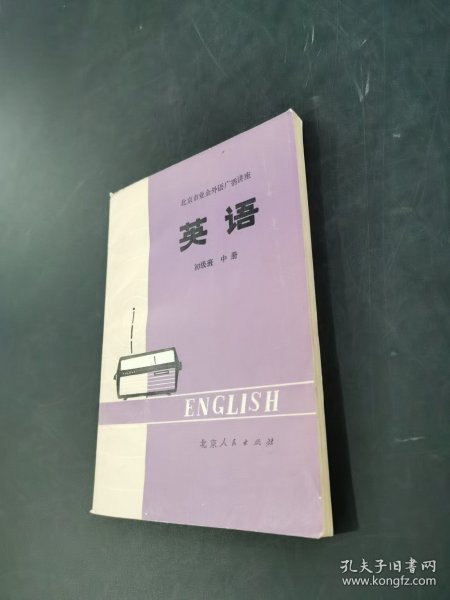 北京市业余外语广播讲座
英语
初级班 中册
ENGLISH
北京人民出版社
孔夫子旧书网
www.kongfz.com